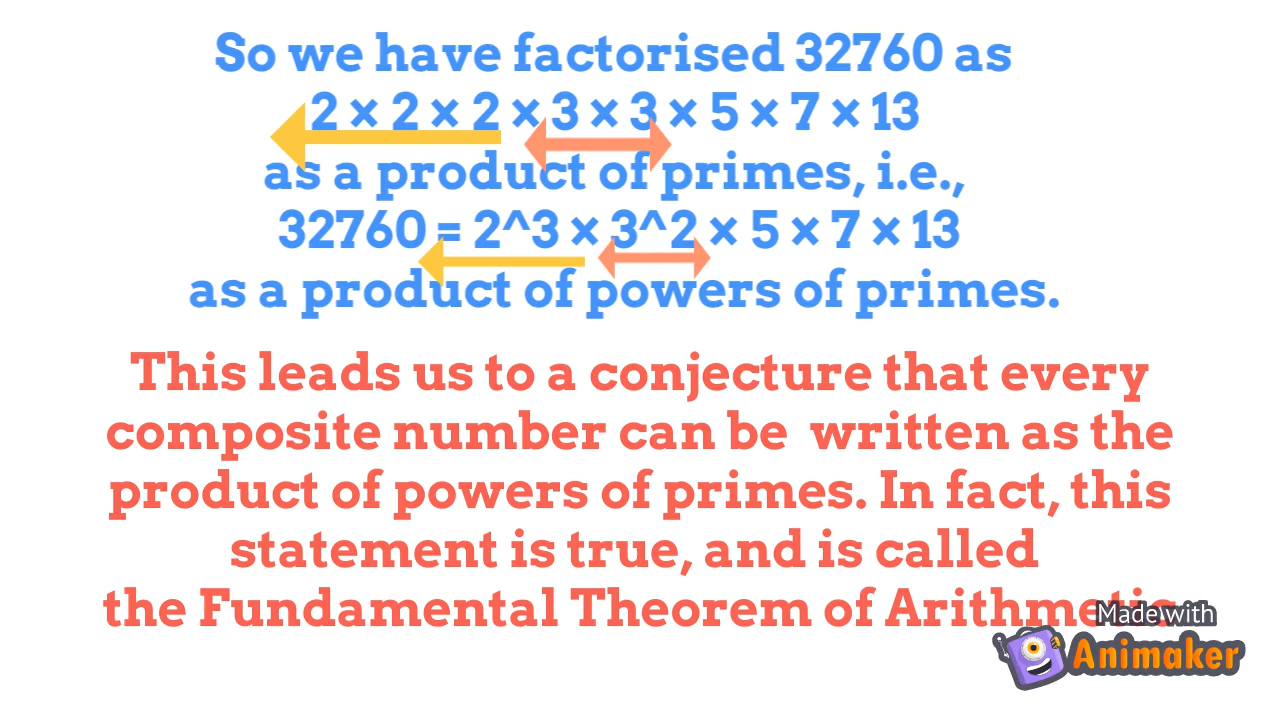 So we have factorised 32760 as
2 × 2 × 2 × 3 × 3 × 5 × 7 × 13
as a product of primes, i.e.,
32760 = 2^3 × 3^2 × 5 × 7 × 13
as a product of powers of primes.
This leads us to a conjecture that every
composite number can be written as the
product of powers of primes. In fact, this
statement is true, and is called
the Fundamental Theorem of Arithmetic
Made with
Animaker